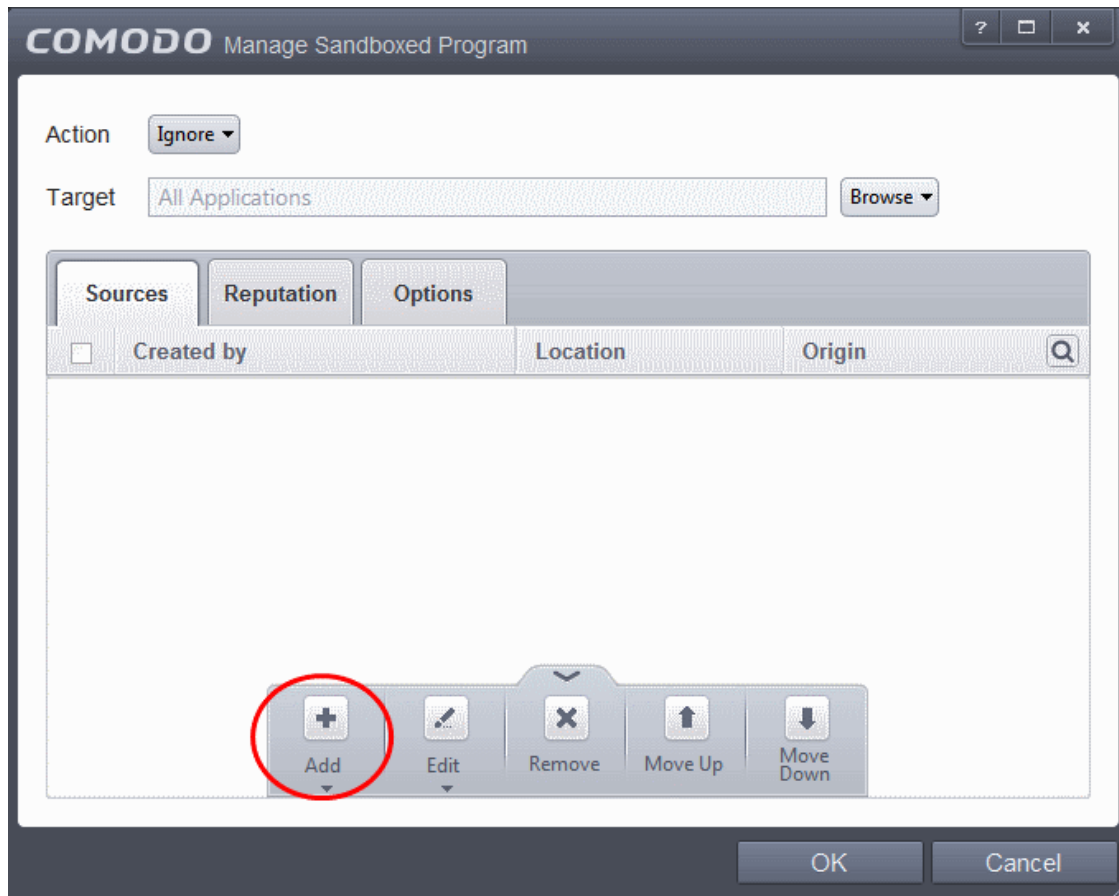 COMODO Manage Sandboxed Program ?
Action Ignore
Target All Applications Browse
Sources Reputation Options
Created by Location Origin
Add Edit Remove Move Up Move
Down
OK Cancel